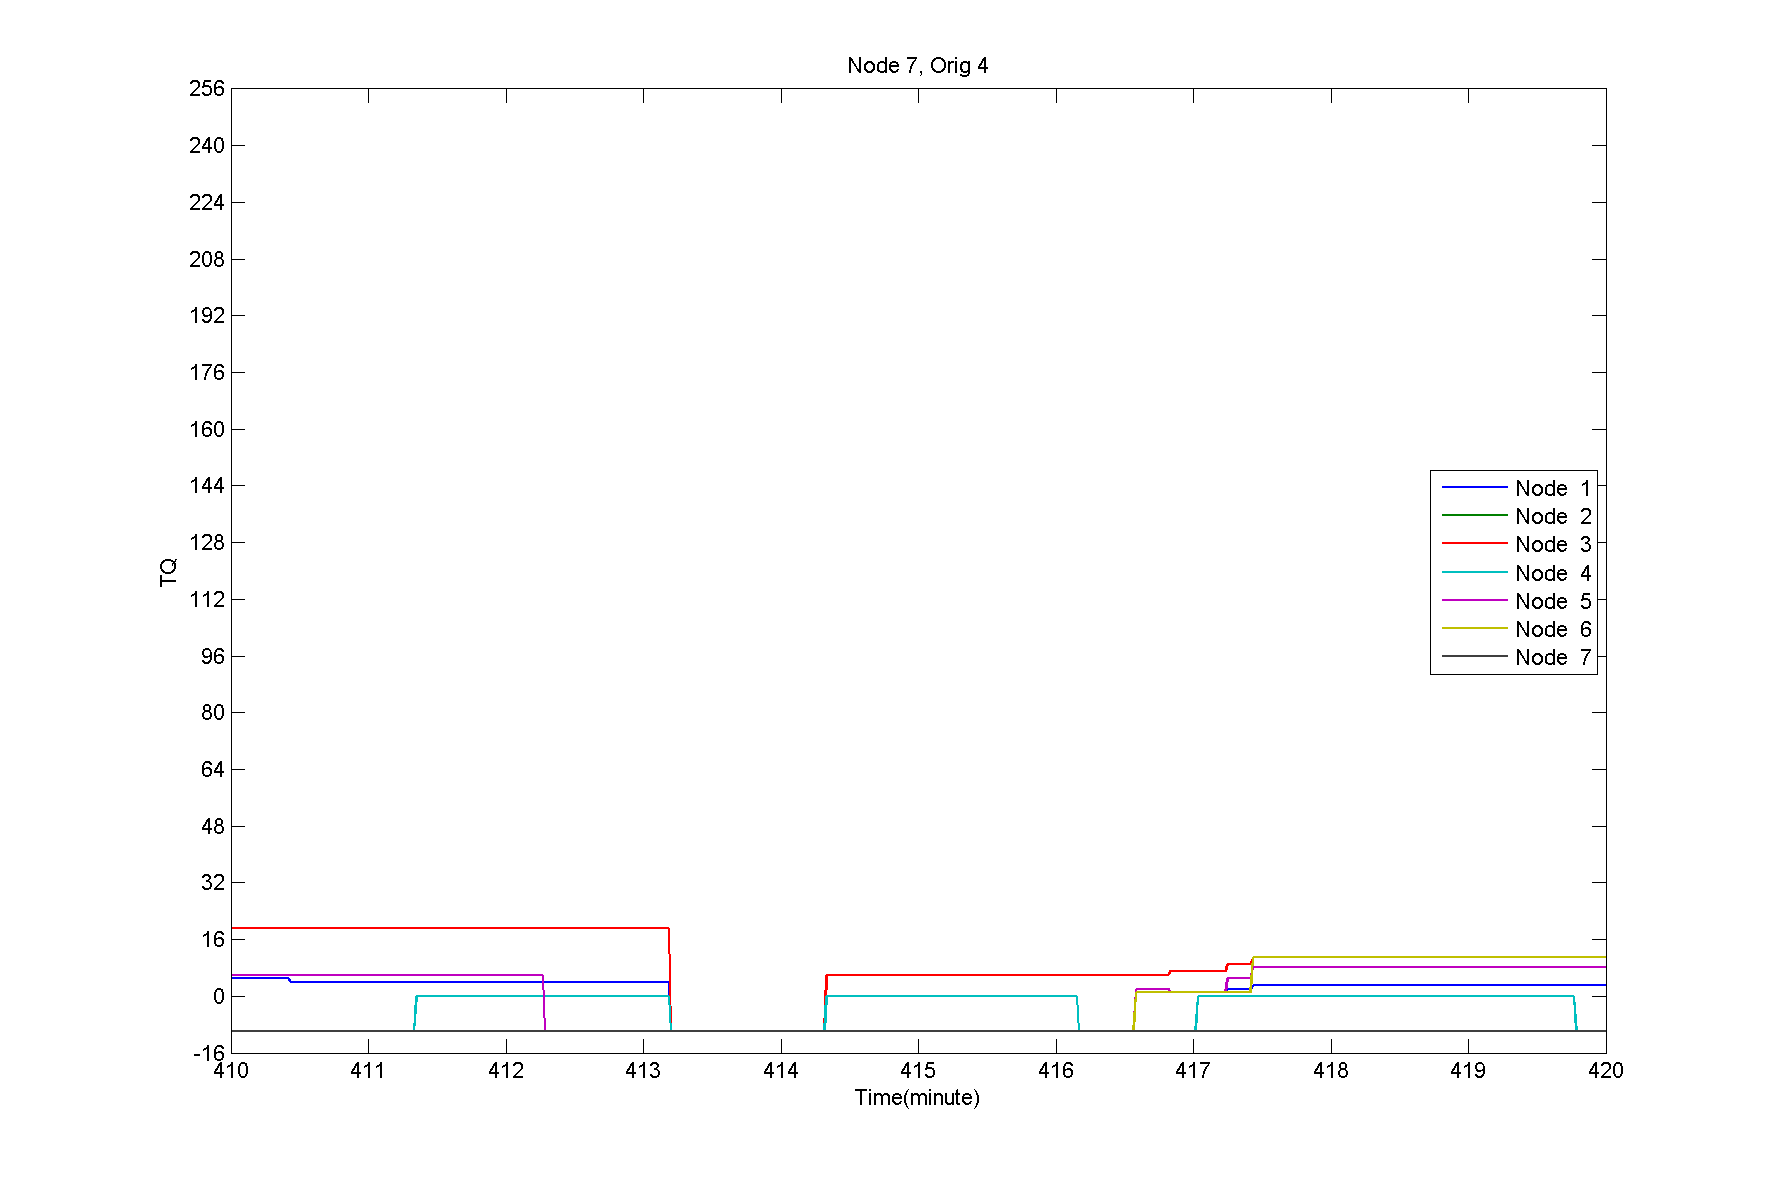 Node 7, Orig 4
256
240
224
208
192
176
160
144
128
112
96
80
64
48
32
16
0
-16
TQ
Node 1
Node 2
Node 3
Node 4
Node 5
Node 6
Node 7
410 411 412 413 414 415 416 417 418 419 420
Time(minute)